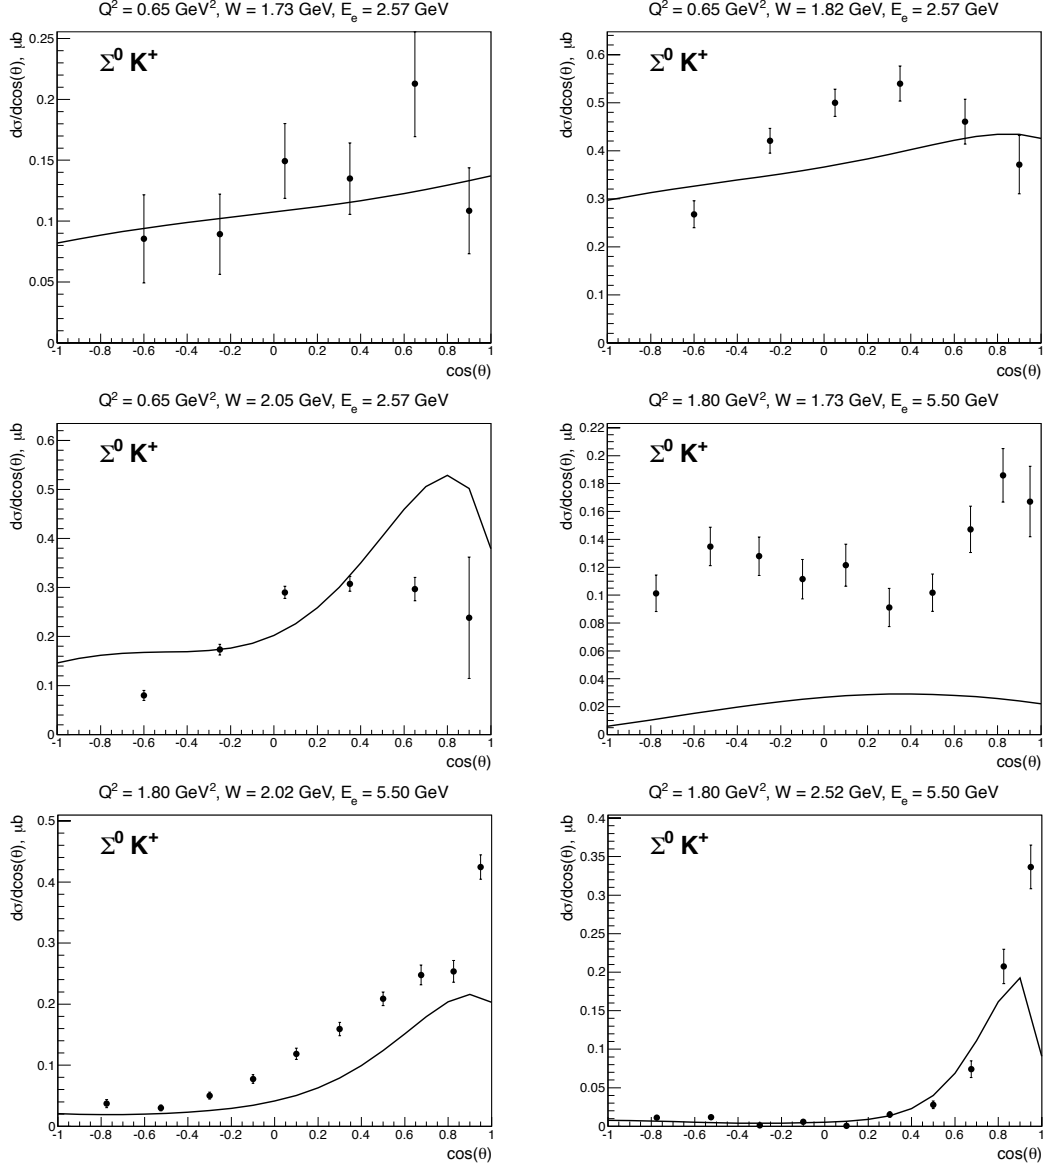 Q² = 0.65 GeV², W = 1.73 GeV, Eₑ = 2.57 GeV
dσ/dcos(θ), μb
Σ⁰ K⁺
0.25
0.2
0.15
0.1
0.05
0
-1 -0.8 -0.6 -0.4 -0.2 0 0.2 0.4 0.6 0.8 1
cos(θ)
Q² = 0.65 GeV², W = 1.82 GeV, Eₑ = 2.57 GeV
dσ/dcos(θ), μb
Σ⁰ K⁺
0.6
0.5
0.4
0.3
0.2
0.1
0
-1 -0.8 -0.6 -0.4 -0.2 0 0.2 0.4 0.6 0.8 1
cos(θ)
Q² = 0.65 GeV², W = 2.05 GeV, Eₑ = 2.57 GeV
dσ/dcos(θ), μb
Σ⁰ K⁺
0.6
0.5
0.4
0.3
0.2
0.1
0
-1 -0.8 -0.6 -0.4 -0.2 0 0.2 0.4 0.6 0.8 1
cos(θ)
Q² = 1.80 GeV², W = 1.73 GeV, Eₑ = 5.50 GeV
dσ/dcos(θ), μb
Σ⁰ K⁺
0.22
0.2
0.18
0.16
0.14
0.12
0.1
0.08
0.06
0.04
0.02
0
-1 -0.8 -0.6 -0.4 -0.2 0 0.2 0.4 0.6 0.8 1
cos(θ)
Q² = 1.80 GeV², W = 2.02 GeV, Eₑ = 5.50 GeV
dσ/dcos(θ), μb
Σ⁰ K⁺
0.5
0.4
0.3
0.2
0.1
0
-1 -0.8 -0.6 -0.4 -0.2 0 0.2 0.4 0.6 0.8 1
cos(θ)
Q² = 1.80 GeV², W = 2.52 GeV, Eₑ = 5.50 GeV
dσ/dcos(θ), μb
Σ⁰ K⁺
0.4
0.35
0.3
0.25
0.2
0.15
0.1
0.05
0
-1 -0.8 -0.6 -0.4 -0.2 0 0.2 0.4 0.6 0.8 1
cos(θ)